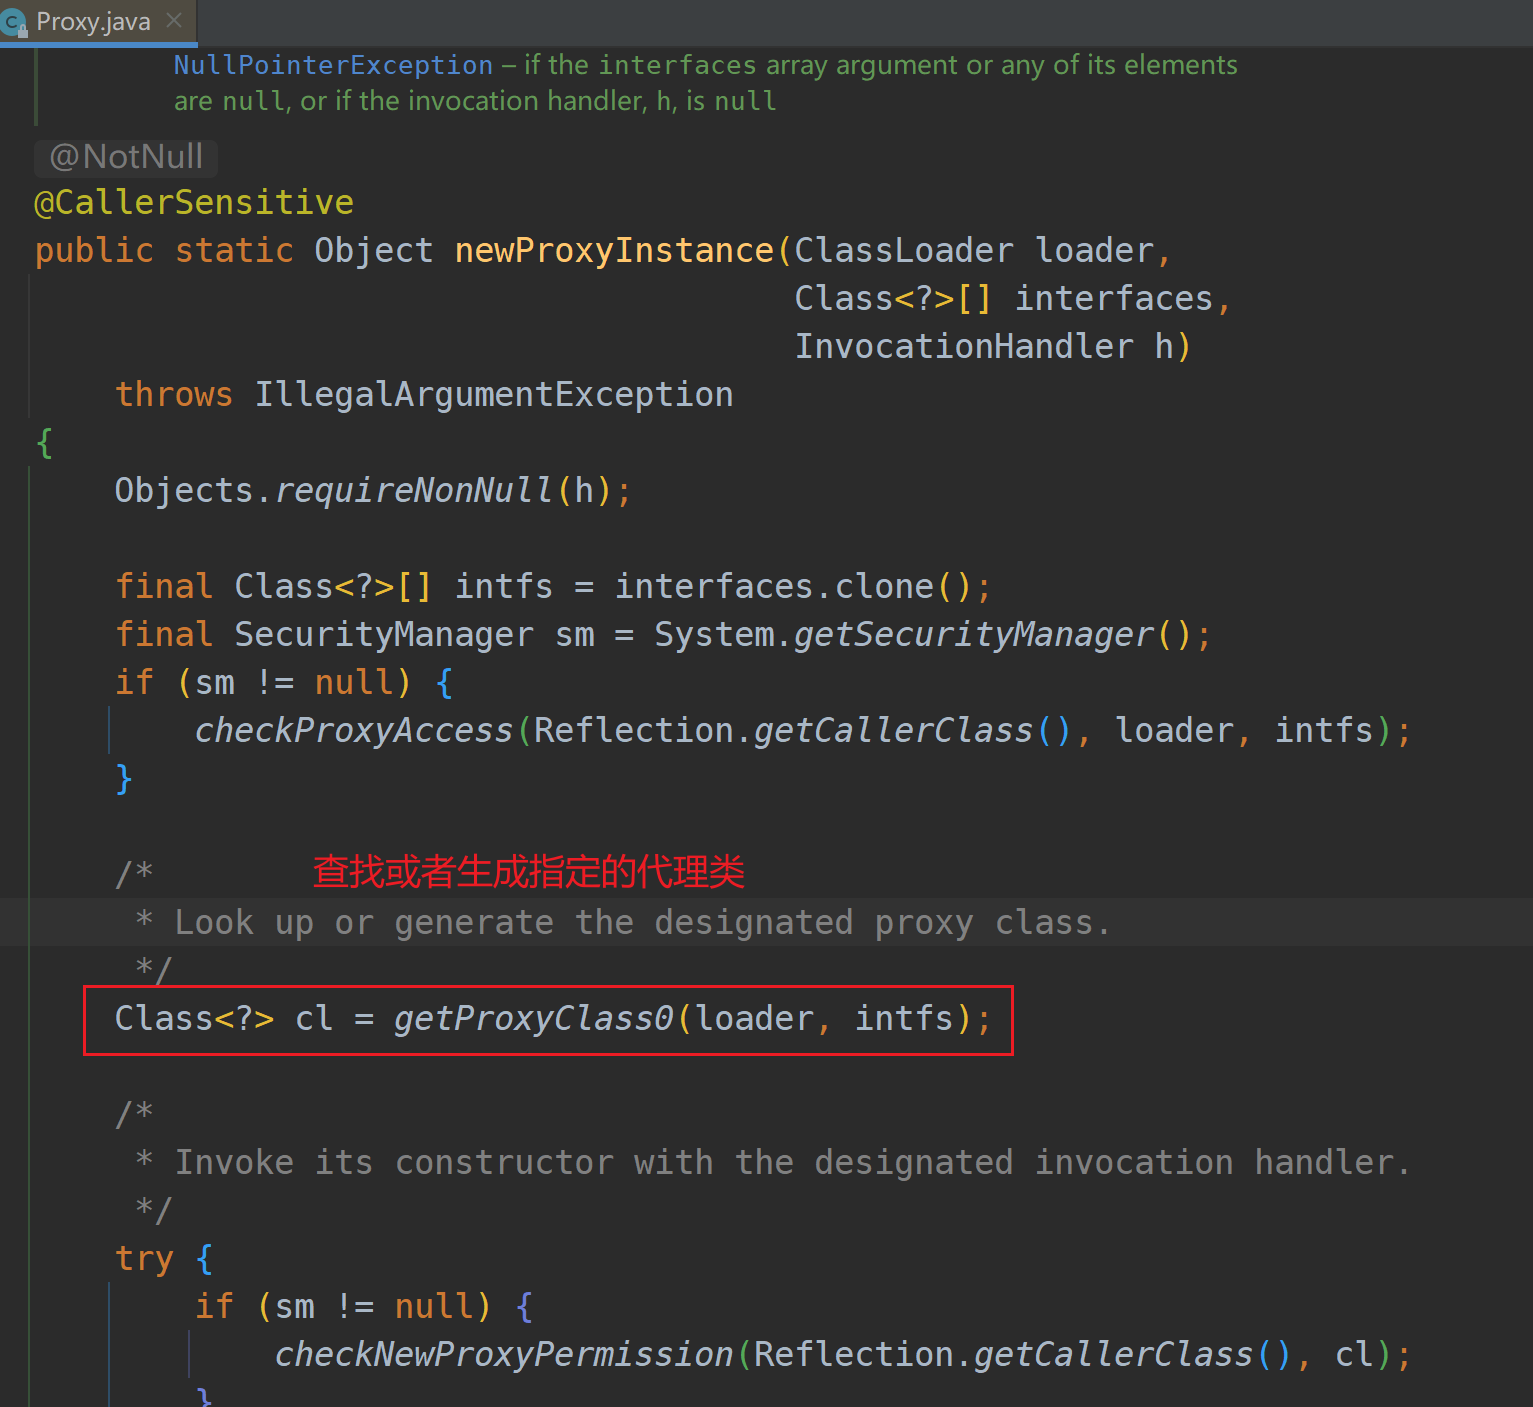 Proxy.java
NullPointerException – if the interfaces array argument or any of its elements
are null, or if the invocation handler, h, is null
@NotNull
@CallerSensitive
public static Object newProxyInstance(ClassLoader loader,
Class<?>[] interfaces,
InvocationHandler h)
throws IllegalArgumentException
{
Objects.requireNonNull(h);
final Class<?>[] intfs = interfaces.clone();
final SecurityManager sm = System.getSecurityManager();
if (sm != null) {
checkProxyAccess(Reflection.getCallerClass(), loader, intfs);
}
/* 查找或者生成指定的代理类
* Look up or generate the designated proxy class.
*/
Class<?> cl = getProxyClass0(loader, intfs);
/*
* Invoke its constructor with the designated invocation handler.
*/
try {
if (sm != null) {
checkNewProxyPermission(Reflection.getCallerClass(), cl);
}